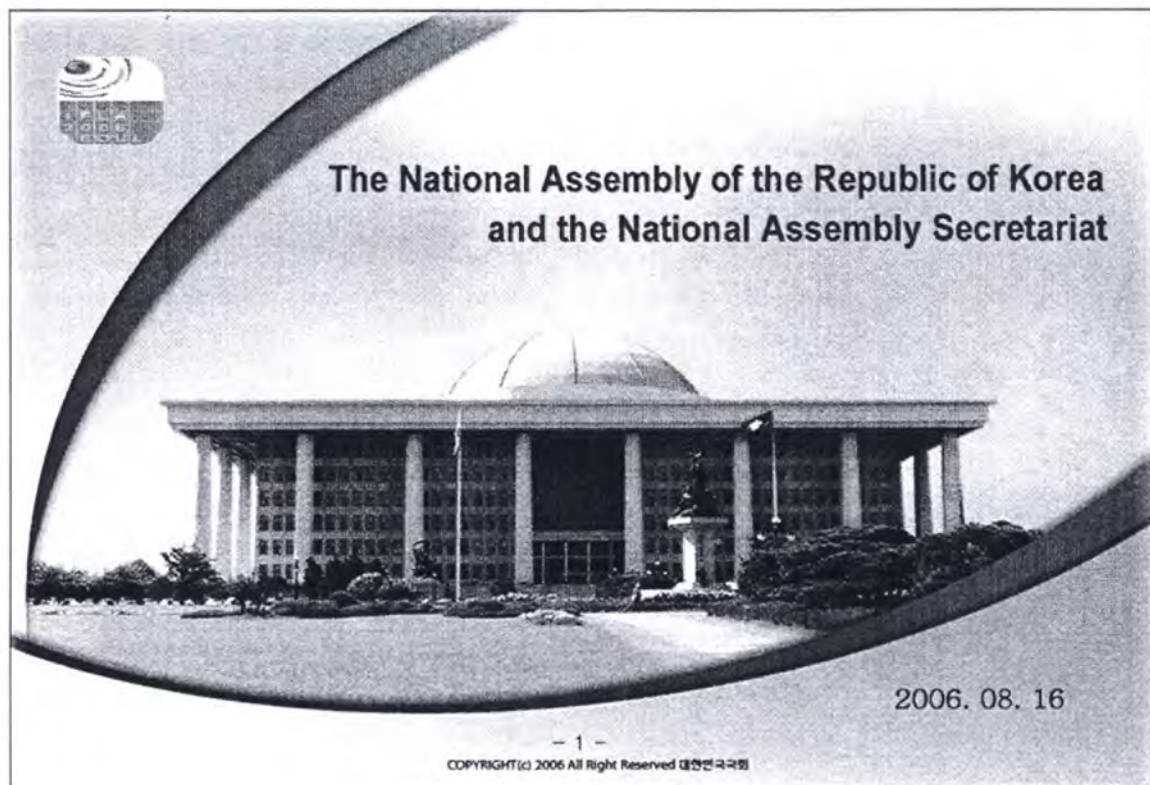 The National Assembly of the Republic of Korea
and the National Assembly Secretariat
2006. 08. 16
- 1 -
COPYRIGHT(c) 2006 All Right Reserved 대한민국국회